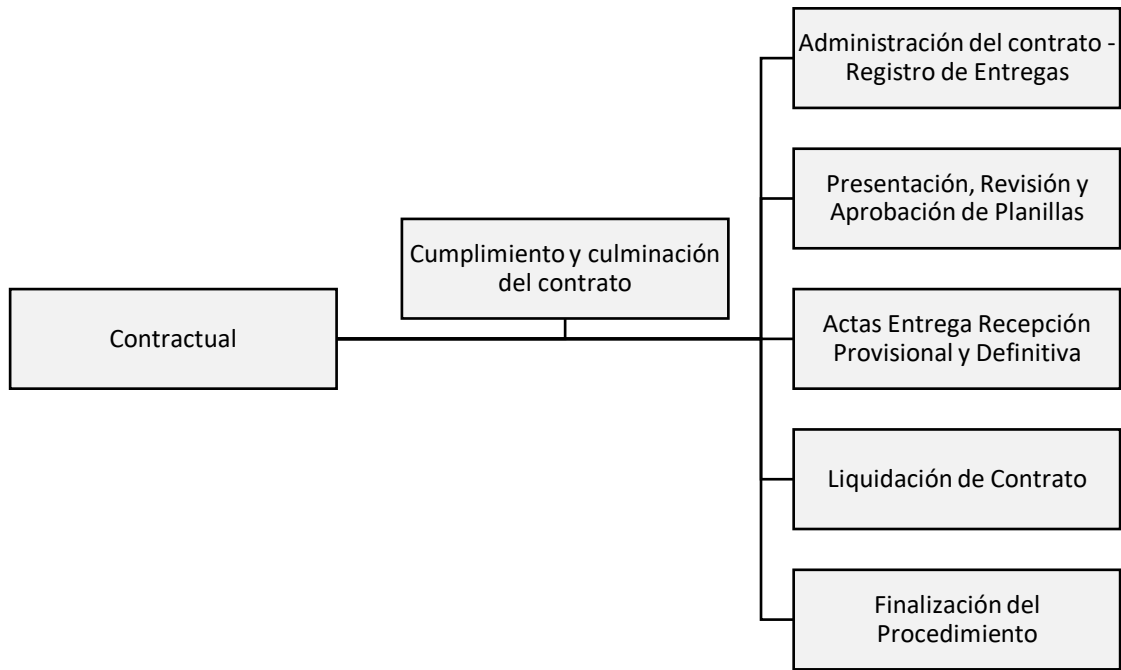 Contractual
Cumplimiento y culminación
del contrato
Administración del contrato -
Registro de Entregas
Presentación, Revisión y
Aprobación de Planillas
Actas Entrega Recepción
Provisional y Definitiva
Liquidación de Contrato
Finalización del
Procedimiento